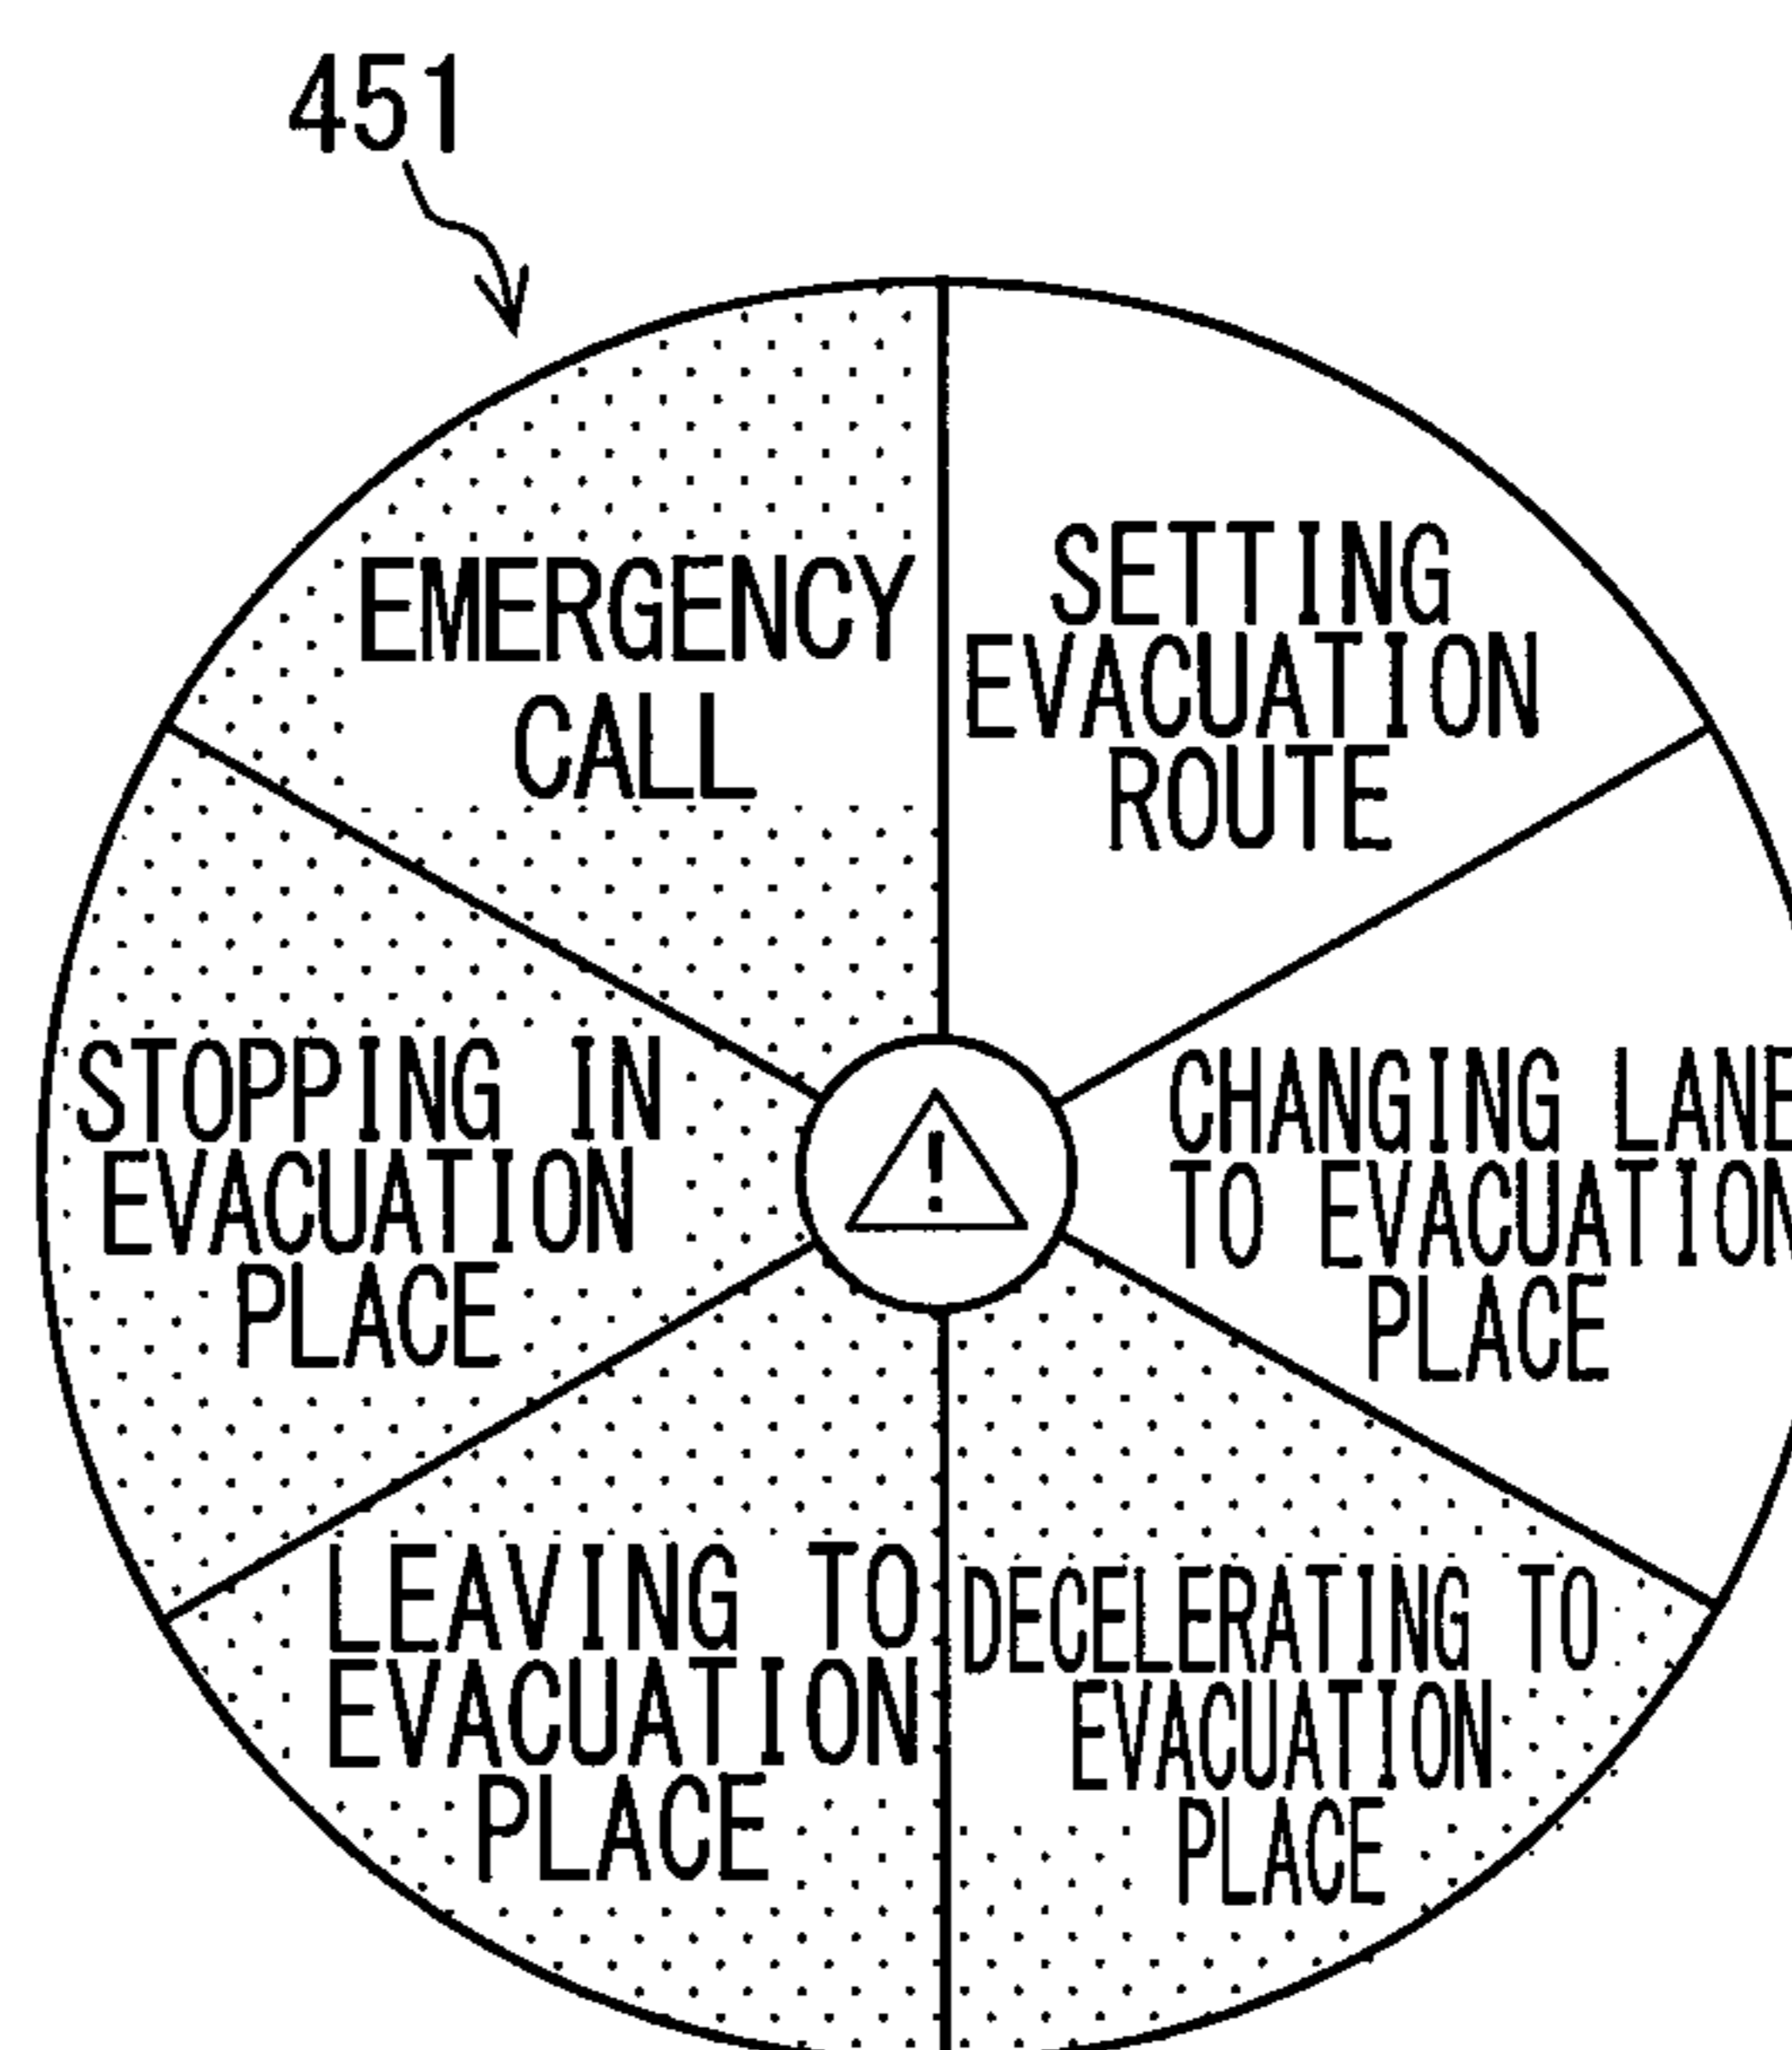 451
EMERGENCY
CALL
SETTING
EVACUATION
ROUTE
CHANGING LANE
TO EVACUATION
PLACE
DECELERATING TO
EVACUATION
PLACE
LEAVING TO
EVACUATION
PLACE
STOPPING IN
EVACUATION
PLACE
!